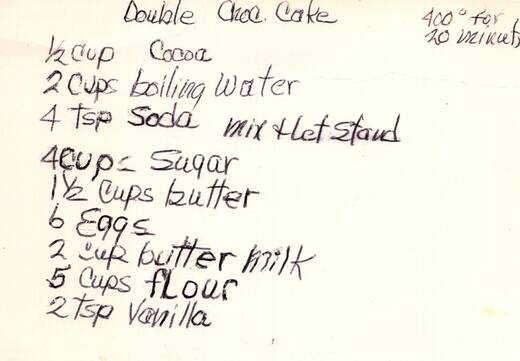 Double Choc. Cake
400° for
20 minuts
½ cup Cocoa
2 Cups boiling Water
4 tsp Soda mix & let Stand
4 cups Sugar
1½ Cups butter
6 Eggs
2 cup butter milk
5 Cups flour
2 tsp Vanilla